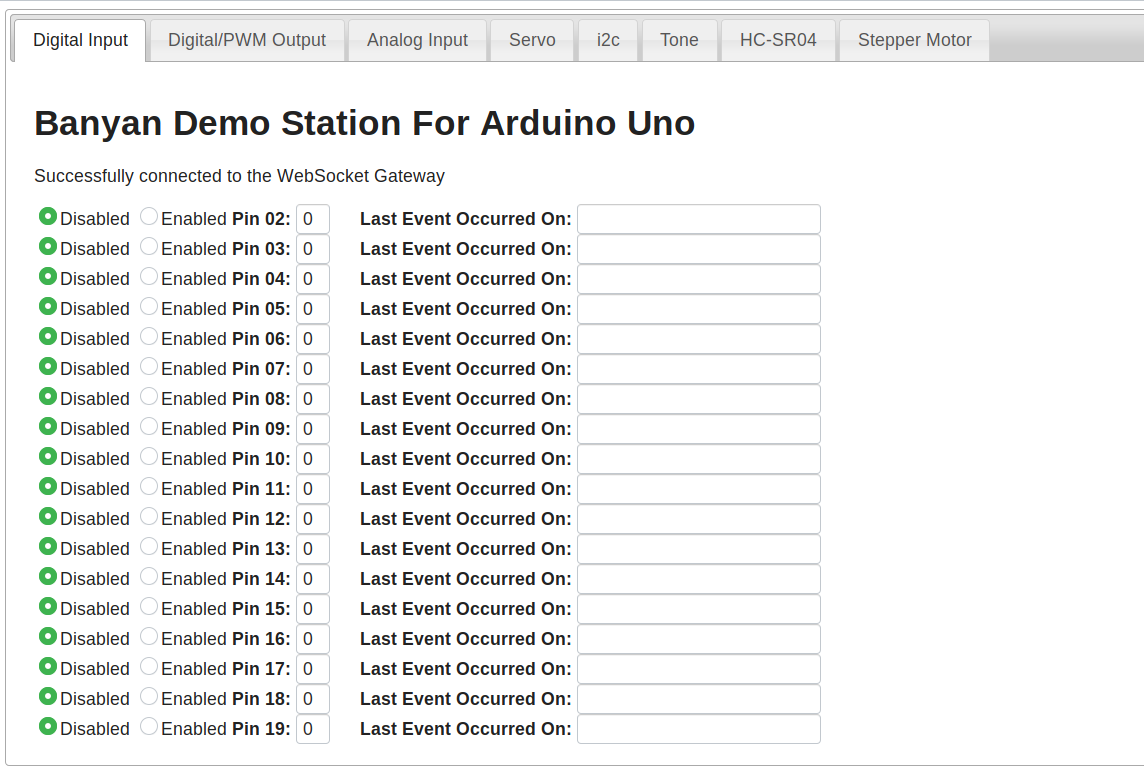 Digital Input Digital/PWM Output Analog Input Servo i2c Tone HC-SR04 Stepper Motor
Banyan Demo Station For Arduino Uno
Successfully connected to the WebSocket Gateway
Disabled Enabled Pin 02: 0 Last Event Occurred On:
Disabled Enabled Pin 03: 0 Last Event Occurred On:
Disabled Enabled Pin 04: 0 Last Event Occurred On:
Disabled Enabled Pin 05: 0 Last Event Occurred On:
Disabled Enabled Pin 06: 0 Last Event Occurred On:
Disabled Enabled Pin 07: 0 Last Event Occurred On:
Disabled Enabled Pin 08: 0 Last Event Occurred On:
Disabled Enabled Pin 09: 0 Last Event Occurred On:
Disabled Enabled Pin 10: 0 Last Event Occurred On:
Disabled Enabled Pin 11: 0 Last Event Occurred On:
Disabled Enabled Pin 12: 0 Last Event Occurred On:
Disabled Enabled Pin 13: 0 Last Event Occurred On:
Disabled Enabled Pin 14: 0 Last Event Occurred On:
Disabled Enabled Pin 15: 0 Last Event Occurred On:
Disabled Enabled Pin 16: 0 Last Event Occurred On:
Disabled Enabled Pin 17: 0 Last Event Occurred On:
Disabled Enabled Pin 18: 0 Last Event Occurred On:
Disabled Enabled Pin 19: 0 Last Event Occurred On: